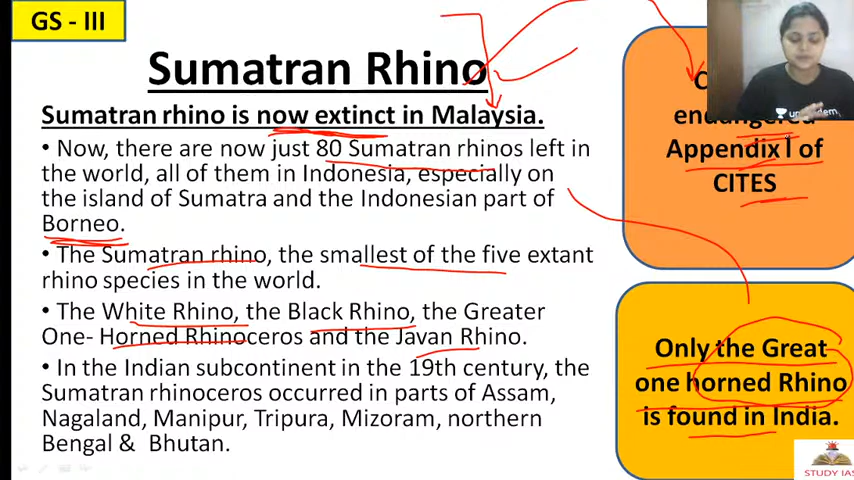 GS - III
Sumatran Rhino
Sumatran rhino is now extinct in Malaysia.
• Now, there are now just 80 Sumatran rhinos left in
the world, all of them in Indonesia, especially on
the island of Sumatra and the Indonesian part of
Borneo.
• The Sumatran rhino, the smallest of the five extant
rhino species in the world.
• The White Rhino, the Black Rhino, the Greater
One- Horned Rhinoceros and the Javan Rhino.
• In the Indian subcontinent in the 19th century, the
Sumatran rhinoceros occurred in parts of Assam,
Nagaland, Manipur, Tripura, Mizoram, northern
Bengal & Bhutan.
endangered
Appendix I of
CITES
Only the Great
one horned Rhino
is found in India.
STUDY IAS